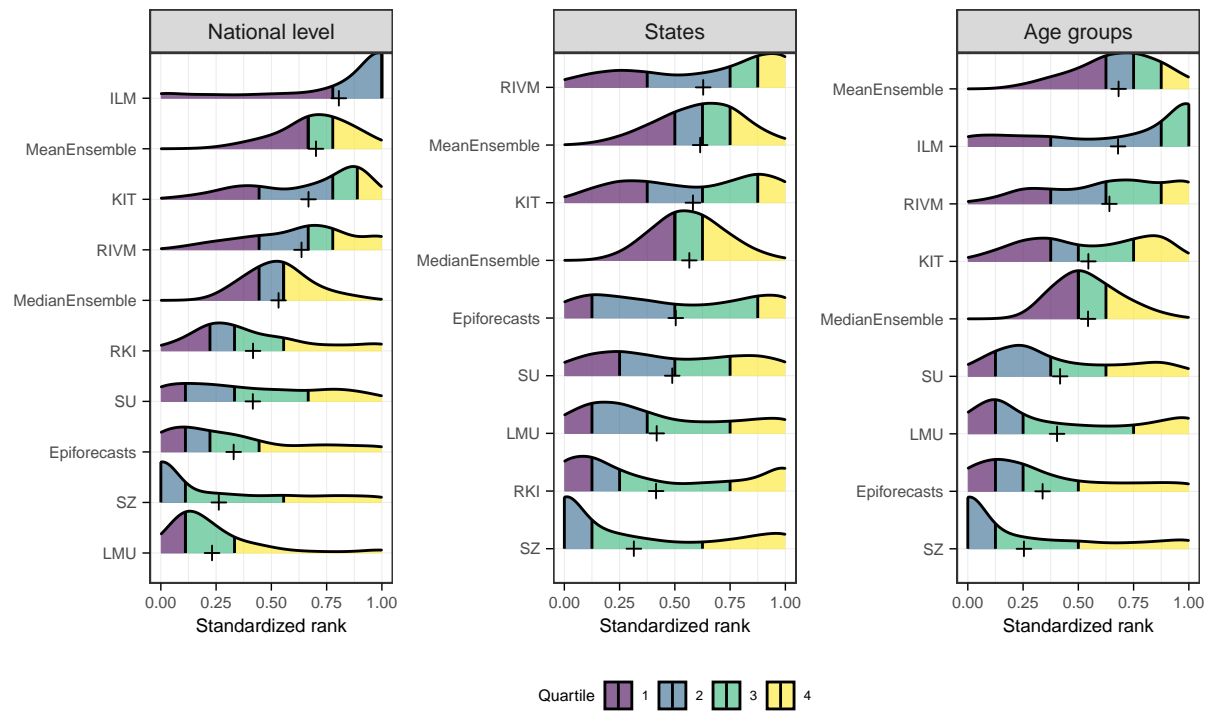 National level
States
Age groups
ILM
MeanEnsemble
KIT
RIVM
MedianEnsemble
RKI
SU
Epiforecasts
SZ
LMU
0.00 0.25 0.50 0.75 1.00
Standardized rank
RIVM
MeanEnsemble
KIT
MedianEnsemble
Epiforecasts
SU
LMU
RKI
SZ
0.00 0.25 0.50 0.75 1.00
Standardized rank
MeanEnsemble
ILM
RIVM
KIT
MedianEnsemble
SU
LMU
Epiforecasts
SZ
0.00 0.25 0.50 0.75 1.00
Standardized rank
Quartile 1 2 3 4